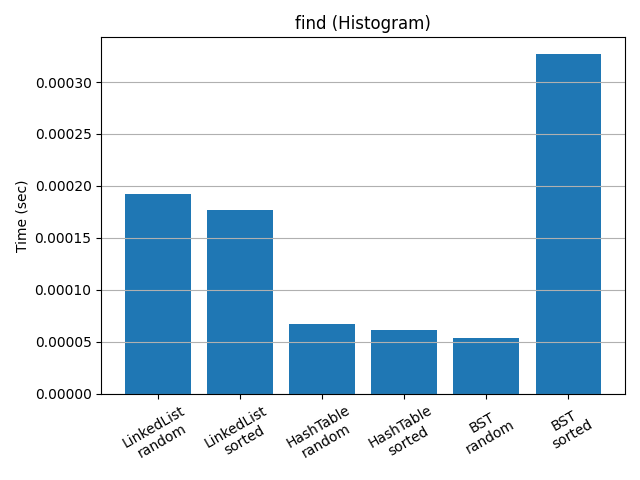 find (Histogram)
Time (sec)
0.00030
0.00025
0.00020
0.00015
0.00010
0.00005
0.00000
LinkedList
random
LinkedList
sorted
HashTable
random
HashTable
sorted
BST
random
BST
sorted